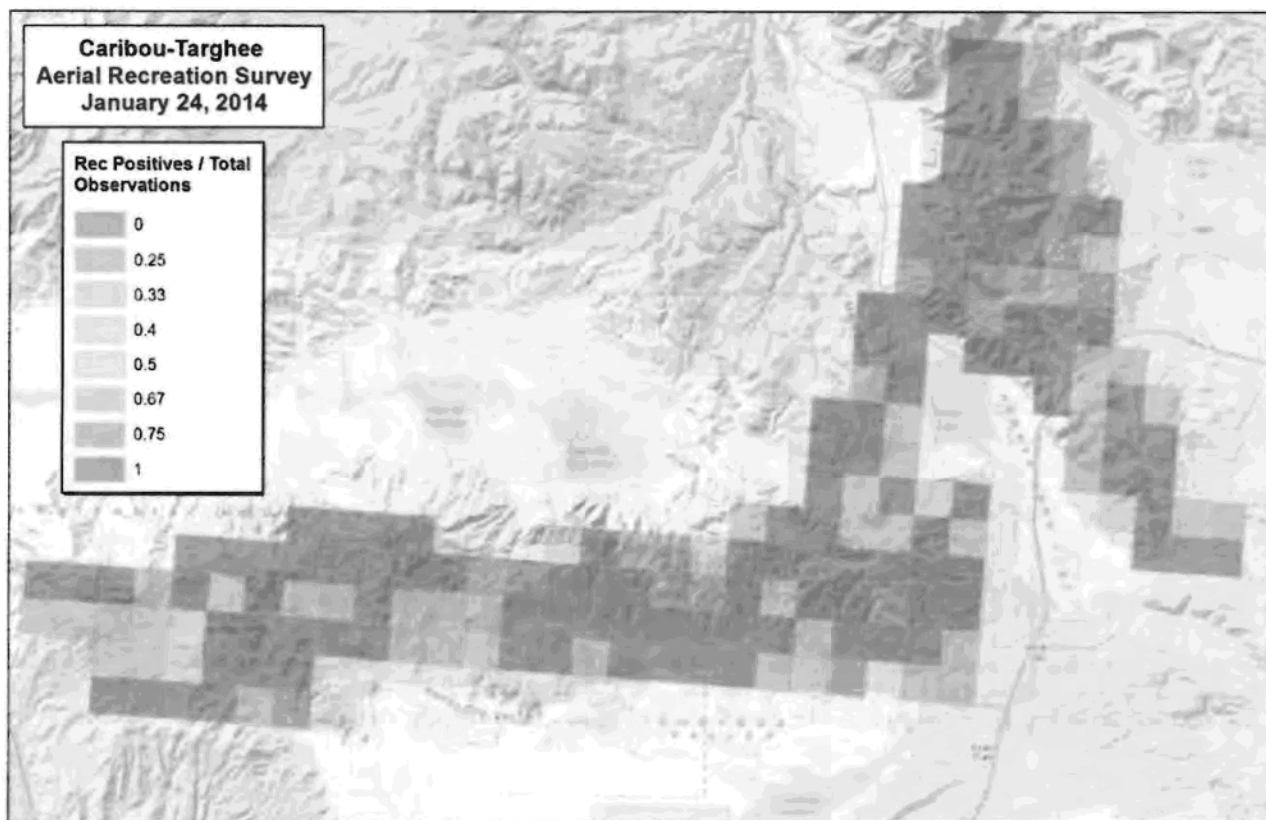 Caribou-Targhee
Aerial Recreation Survey
January 24, 2014
Rec Positives / Total
Observations
0
0.25
0.33
0.4
0.5
0.67
0.75
1